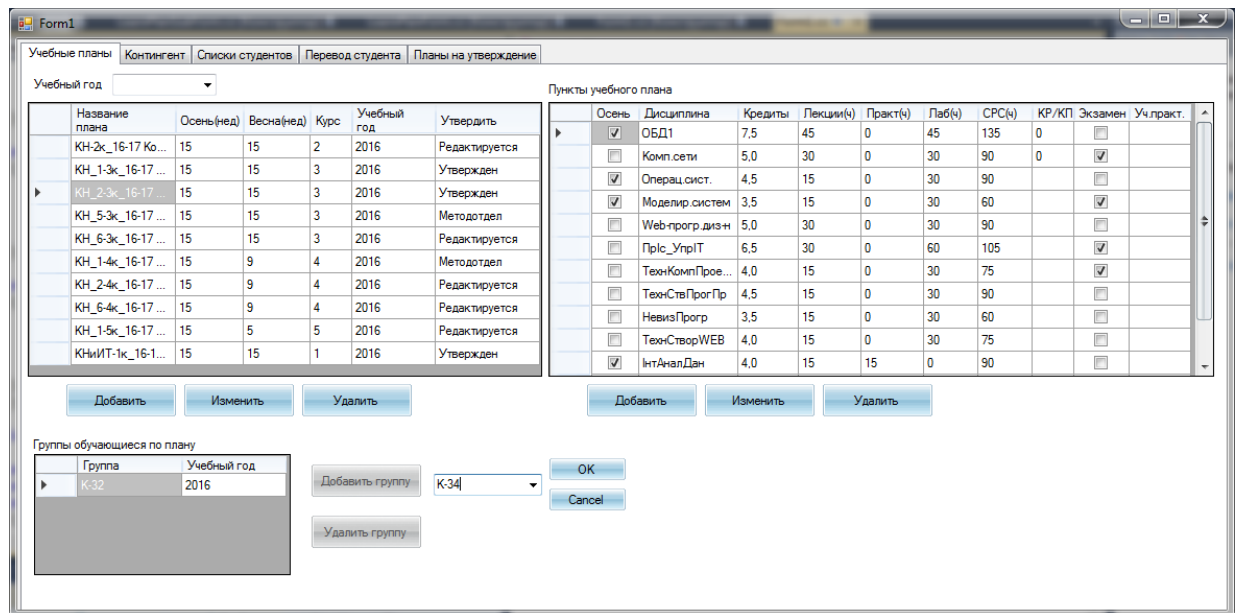 Form1
Учебные планы Контингент Списки студентов Перевод студента Планы на утверждение
Учебный год
Название плана Осень(нед) Весна(нед) Курс Учебный год Утвердить
КН-2к_16-17 Ко... 15 15 2 2016 Редактируется
КН_1-3к_16-17 ... 15 15 3 2016 Утвержден
КН_2-3к_16-17 ... 15 15 3 2016 Утвержден
КН_5-3к_16-17 ... 15 15 3 2016 Методотдел
КН_6-3к_16-17 ... 15 15 3 2016 Редактируется
КН_1-4к_16-17 ... 15 9 4 2016 Методотдел
КН_2-4к_16-17 ... 15 9 4 2016 Редактируется
КН_6-4к_16-17 ... 15 9 4 2016 Редактируется
КН_1-5к_16-17 ... 15 5 5 2016 Редактируется
КНиИТ-1к_16-1... 15 15 1 2016 Утвержден
Добавить Изменить Удалить
Пункты учебного плана
Осень Дисциплина Кредиты Лекции(ч) Практ(ч) Лаб(ч) СРС(ч) КР/КП Экзамен Уч.практ.
ОБД1 7,5 45 0 45 135 0
Комп.сети 5,0 30 0 30 90 0
Операц.сист. 4,5 15 0 30 90
Моделир.систем 3,5 15 0 30 60
Web-прогр.диз-н 5,0 30 0 30 90
ПрІс_УпрІТ 6,5 30 0 60 105
ТехнКомпПрое... 4,0 15 0 30 75
ТехнСтвПрогПр 4,5 15 0 30 90
НевизПрогр 3,5 15 0 30 60
ТехнСтворWEB 4,0 15 0 30 75
ІнтАналДан 4,0 15 15 0 90
Добавить Изменить Удалить
Группы обучающиеся по плану
Группа Учебный год
К-32 2016
Добавить группу К-34 OK
Cancel
Удалить группу